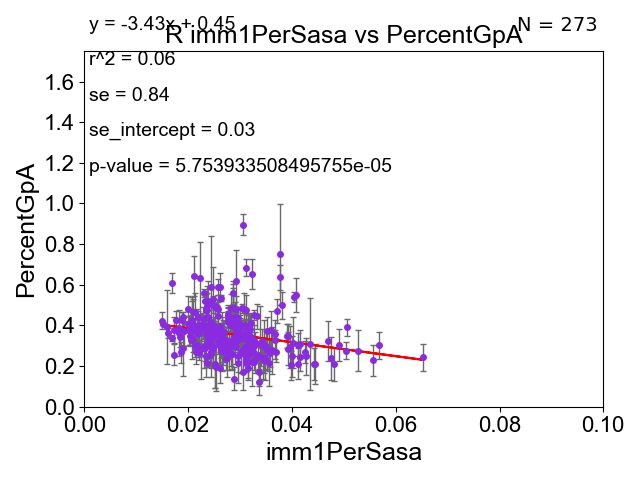 y = -3.43x + 0.45
N = 273
R imm1PerSasa vs PercentGpA
r^2 = 0.06
se = 0.84
se_intercept = 0.03
p-value = 5.753933508495755e-05
PercentGpA
1.6
1.4
1.2
1.0
0.8
0.6
0.4
0.2
0.0
0.00 0.02 0.04 0.06 0.08 0.10
imm1PerSasa